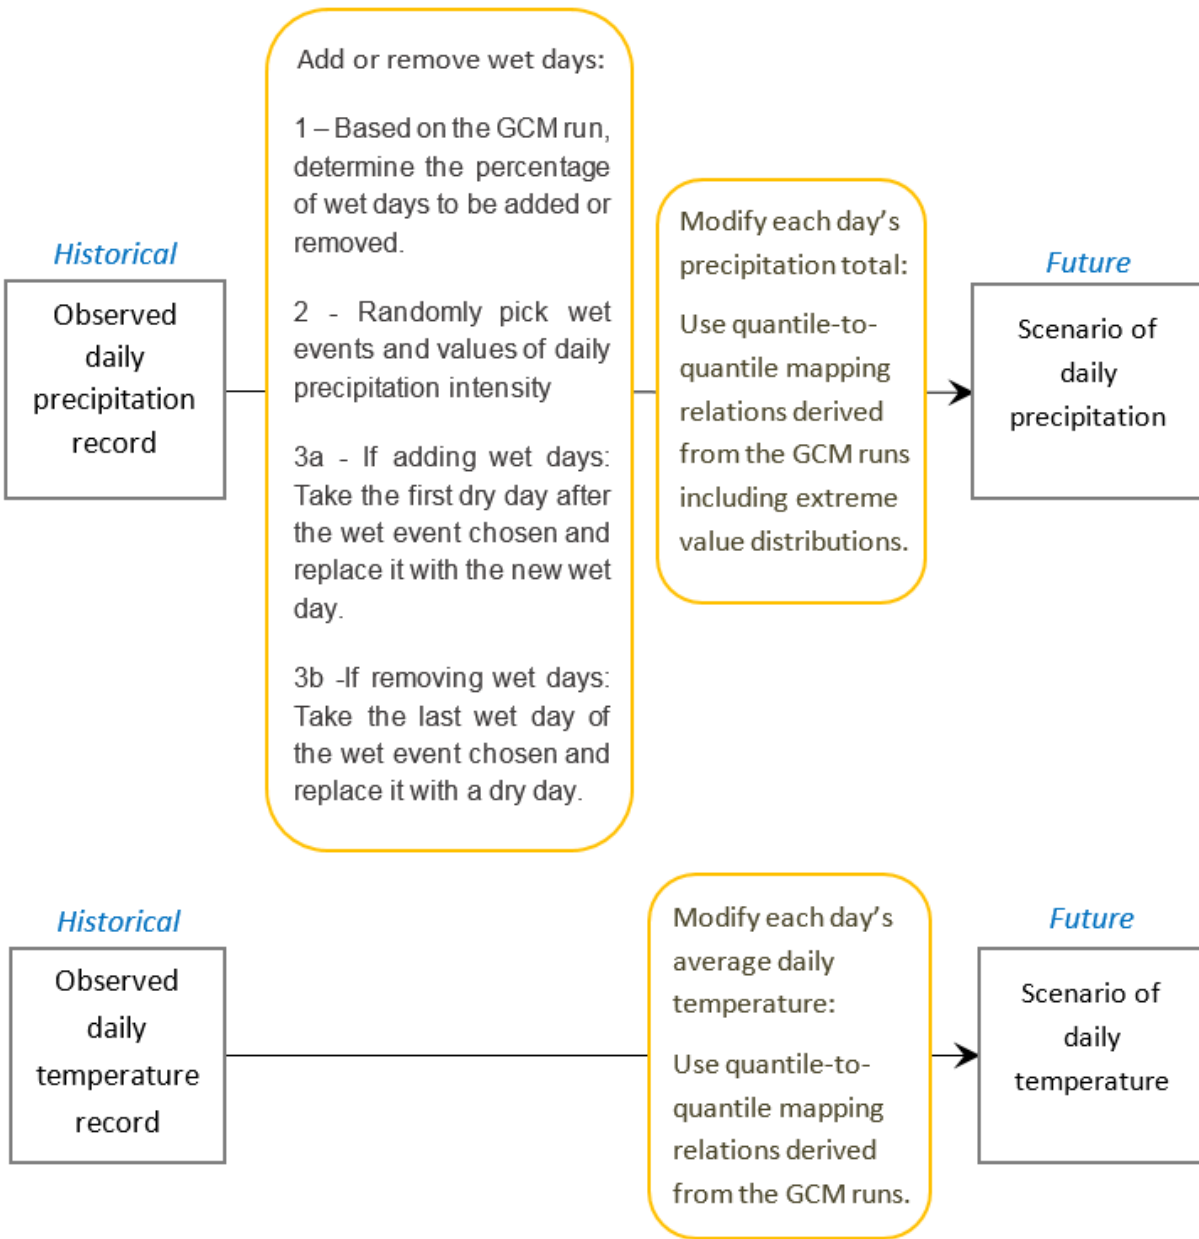 Historical
Observed
daily
precipitation
record
Add or remove wet days:
1 – Based on the GCM run,
determine the percentage
of wet days to be added or
removed.
2 - Randomly pick wet
events and values of daily
precipitation intensity
3a - If adding wet days:
Take the first dry day after
the wet event chosen and
replace it with the new wet
day.
3b -If removing wet days:
Take the last wet day of
the wet event chosen and
replace it with a dry day.
Modify each day’s
precipitation total:
Use quantile-to-
quantile mapping
relations derived
from the GCM runs
including extreme
value distributions.
Future
Scenario of
daily
precipitation
Historical
Observed
daily
temperature
record
Modify each day’s
average daily
temperature:
Use quantile-to-
quantile mapping
relations derived
from the GCM runs.
Future
Scenario of
daily
temperature